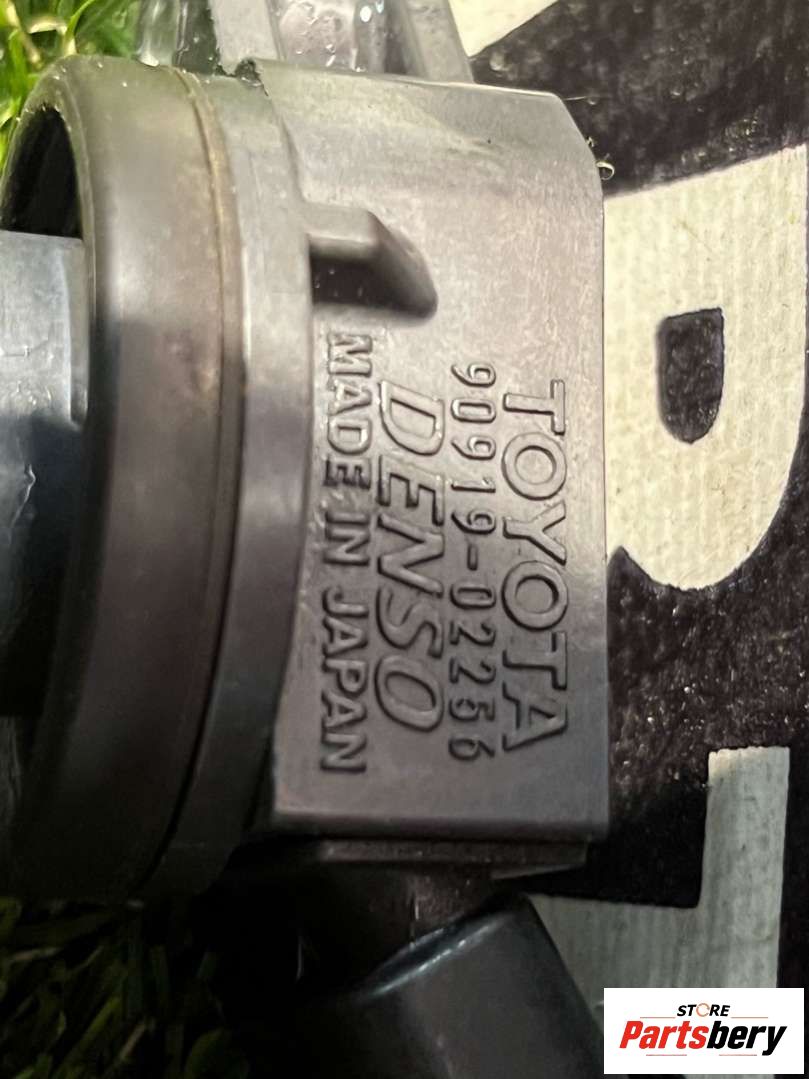 TOYOTA
90919-02256
DENSO
MADE IN JAPAN
STORE
Partsbery